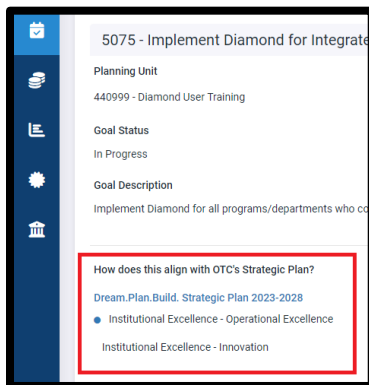 5075 - Implement Diamond for Integrate
Planning Unit
440999 - Diamond User Training
Goal Status
In Progress
Goal Description
Implement Diamond for all programs/departments who co
How does this align with OTC's Strategic Plan?
Dream.Plan.Build. Strategic Plan 2023-2028
Institutional Excellence - Operational Excellence
Institutional Excellence - Innovation